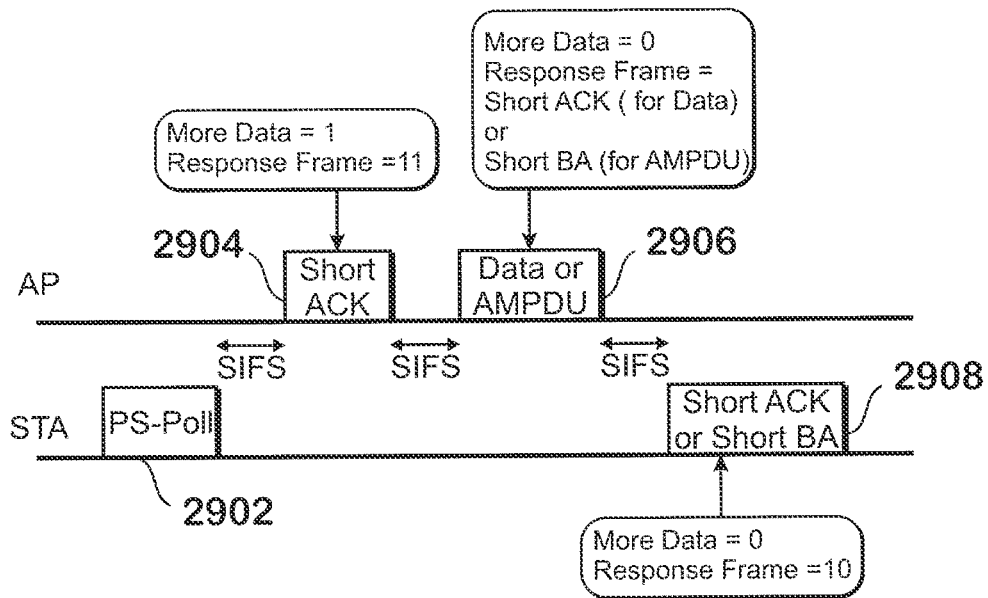 More Data = 0
Response Frame =
Short ACK ( for Data)
or
Short BA (for AMPDU)
More Data = 1
Response Frame =11
2904
2906
AP
Short
ACK
Data or
AMPDU
SIFS
SIFS
SIFS
2908
STA
PS-Poll
Short ACK
or Short BA
2902
More Data = 0
Response Frame =10